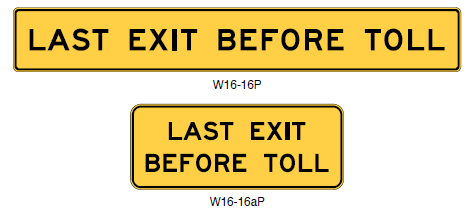 LAST EXIT BEFORE TOLL
W16-16P
LAST EXIT
BEFORE TOLL
W16-16aP